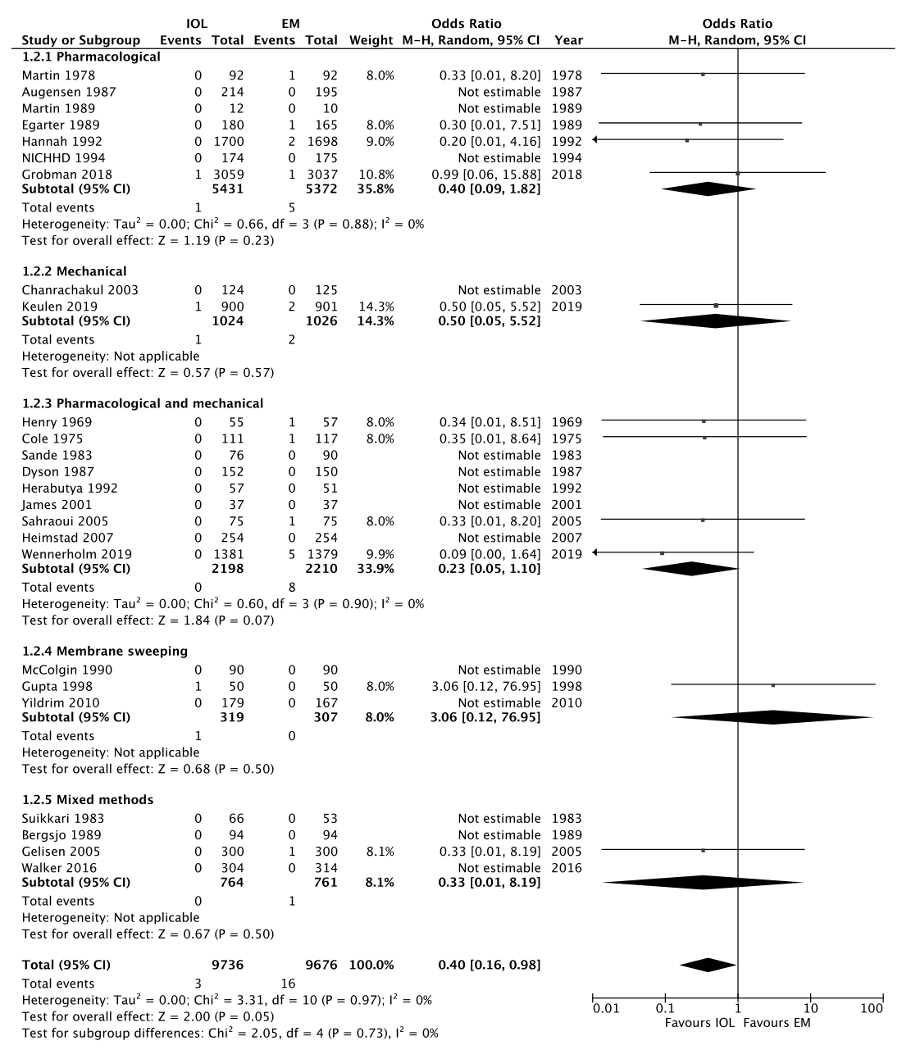 IOL EM Odds Ratio Odds Ratio
Study or Subgroup Events Total Events Total Weight M-H, Random, 95% CI Year M-H, Random, 95% CI
1.2.1 Pharmacological
Martin 1978 0 92 1 92 8.0% 0.33 [0.01, 8.20] 1978
Augensen 1987 0 214 0 195 Not estimable 1987
Martin 1989 0 12 0 10 Not estimable 1989
Egarter 1989 0 180 1 165 8.0% 0.30 [0.01, 7.51] 1989
Hannah 1992 0 1700 2 1698 9.0% 0.20 [0.01, 4.16] 1992
NICHHD 1994 0 174 0 175 Not estimable 1994
Grobman 2018 1 3059 1 3037 10.8% 0.99 [0.06, 15.88] 2018
Subtotal (95% CI) 5431 5372 35.8% 0.40 [0.09, 1.82]
Total events 1 5
Heterogeneity: Tau² = 0.00; Chi² = 0.66, df = 3 (P = 0.88); I² = 0%
Test for overall effect: Z = 1.19 (P = 0.23)
1.2.2 Mechanical
Chanrachakul 2003 0 124 0 125 Not estimable 2003
Keulen 2019 1 900 2 901 14.3% 0.50 [0.05, 5.52] 2019
Subtotal (95% CI) 1024 1026 14.3% 0.50 [0.05, 5.52]
Total events 1 2
Heterogeneity: Not applicable
Test for overall effect: Z = 0.57 (P = 0.57)
1.2.3 Pharmacological and mechanical
Henry 1969 0 55 1 57 8.0% 0.34 [0.01, 8.51] 1969
Cole 1975 0 111 1 117 8.0% 0.35 [0.01, 8.64] 1975
Sande 1983 0 76 0 90 Not estimable 1983
Dyson 1987 0 152 0 150 Not estimable 1987
Herabutya 1992 0 57 0 51 Not estimable 1992
James 2001 0 37 0 37 Not estimable 2001
Sahraoui 2005 0 75 1 75 8.0% 0.33 [0.01, 8.20] 2005
Heimstad 2007 0 254 0 254 Not estimable 2007
Wennerholm 2019 0 1381 5 1379 9.9% 0.09 [0.00, 1.64] 2019
Subtotal (95% CI) 2198 2210 33.9% 0.23 [0.05, 1.10]
Total events 0 8
Heterogeneity: Tau² = 0.00; Chi² = 0.60, df = 3 (P = 0.90); I² = 0%
Test for overall effect: Z = 1.84 (P = 0.07)
1.2.4 Membrane sweeping
McColgin 1990 0 90 0 90 Not estimable 1990
Gupta 1998 1 50 0 50 8.0% 3.06 [0.12, 76.95] 1998
Yildrim 2010 0 179 0 167 Not estimable 2010
Subtotal (95% CI) 319 307 8.0% 3.06 [0.12, 76.95]
Total events 1 0
Heterogeneity: Not applicable
Test for overall effect: Z = 0.68 (P = 0.50)
1.2.5 Mixed methods
Suikkari 1983 0 66 0 53 Not estimable 1983
Bergsjo 1989 0 94 0 94 Not estimable 1989
Gelisen 2005 0 300 1 300 8.1% 0.33 [0.01, 8.19] 2005
Walker 2016 0 304 0 314 Not estimable 2016
Subtotal (95% CI) 764 761 8.1% 0.33 [0.01, 8.19]
Total events 0 1
Heterogeneity: Not applicable
Test for overall effect: Z = 0.67 (P = 0.50)
Total (95% CI) 9736 9676 100.0% 0.40 [0.16, 0.98]
Total events 3 16
Heterogeneity: Tau² = 0.00; Chi² = 3.31, df = 10 (P = 0.97); I² = 0%
Test for overall effect: Z = 2.00 (P = 0.05)
Test for subgroup differences: Chi² = 2.05, df = 4 (P = 0.73), I² = 0%
0.01 0.1 1 10 100
Favours IOL Favours EM